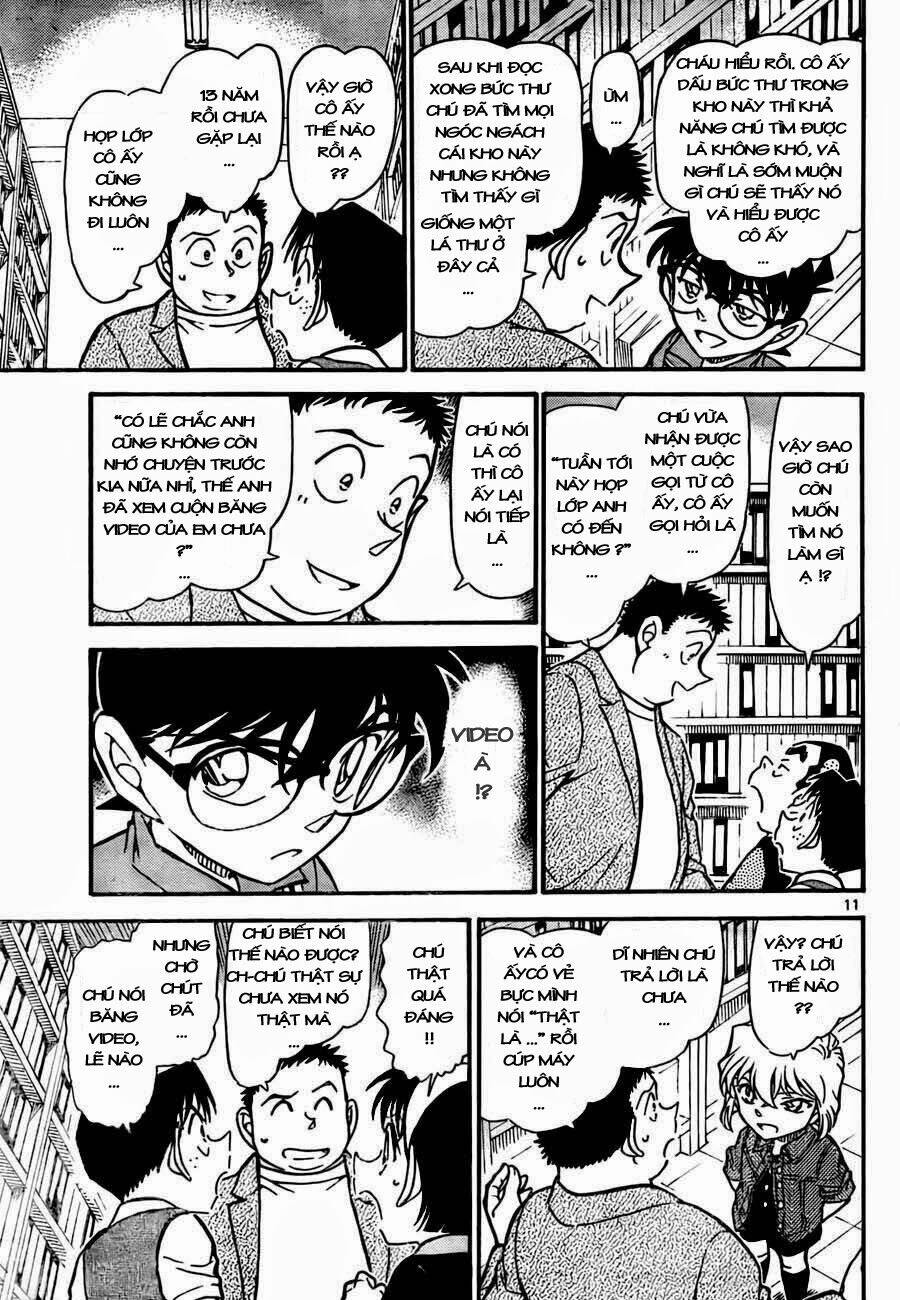 CHÁU HIỂU RỒI. CÔ ẤY
DẤU BỨC THƯ TRONG
KHO NÀY THÌ KHẢ
NĂNG CHÚ TÌM ĐƯỢC
LÀ KHÔNG KHÓ, VÀ
NGHĨ LÀ SỚM MUỘN
GÌ CHÚ SẼ THẤY NÓ
VÀ HIỂU ĐƯỢC
CÔ ẤY
...
ỪM
...
SAU KHI ĐỌC
XONG BỨC THƯ
CHÚ ĐÃ TÌM MỌI
NGÓC NGÁCH
CÁI KHO NÀY
NHƯNG KHÔNG
TÌM THẤY GÌ
GIỐNG MỘT
LÁ THƯ Ở
ĐÂY CẢ
...
VẬY GIỜ
CÔ ẤY
THẾ NÀO
RỒI Ạ
??
13 NĂM
RỒI CHƯA
GẶP LẠI
...
HỌP LỚP
CÔ ẤY
CŨNG
KHÔNG
ĐI LUÔN
...
VẬY SAO
GIỜ CHÚ
CÒN
MUỐN
TÌM NÓ
LÀM GÌ
Ạ !?
CHÚ VỪA
NHẬN ĐƯỢC
MỘT CUỘC
GỌI TỪ CÔ
ẤY, CÔ ẤY
GỌI HỎI LÀ
...
“TUẦN TỚI
NÀY HỌP
LỚP ANH
CÓ ĐẾN
KHÔNG ?”
...
CHÚ NÓI
LÀ CÓ
THÌ CÔ
ẤY LẠI
NÓI TIẾP
LÀ
...
“CÓ LẼ CHẮC ANH
CŨNG KHÔNG CÒN
NHỚ CHUYỆN TRƯỚC
KIA NỮA NHỈ, THẾ ANH
ĐÃ XEM CUỘN BĂNG
VIDEO CỦA EM CHƯA
?”
...
VIDEO
À !?
11
VẬY? CHÚ
TRẢ LỜI
THẾ NÀO
??
DĨ NHIÊN CHÚ
TRẢ LỜI LÀ
CHƯA
VÀ CÔ
ẤYCÓ VẺ
BỰC MÌNH
NÓI “THẬT
LÀ ...” RỒI
CÚP MÁY
LUÔN
...
CHÚ
THẬT
QUÁ
ĐÁNG
!!
CHÚ BIẾT NÓI
THẾ NÀO ĐƯỢC?
CH-CHÚ THẬT SỰ
CHƯA XEM NÓ
THẬT MÀ
...
NHƯNG
CHỜ
CHÚT
ĐÃ
...
CHÚ NÓI
BĂNG
VIDEO,
LẼ NÀO
...